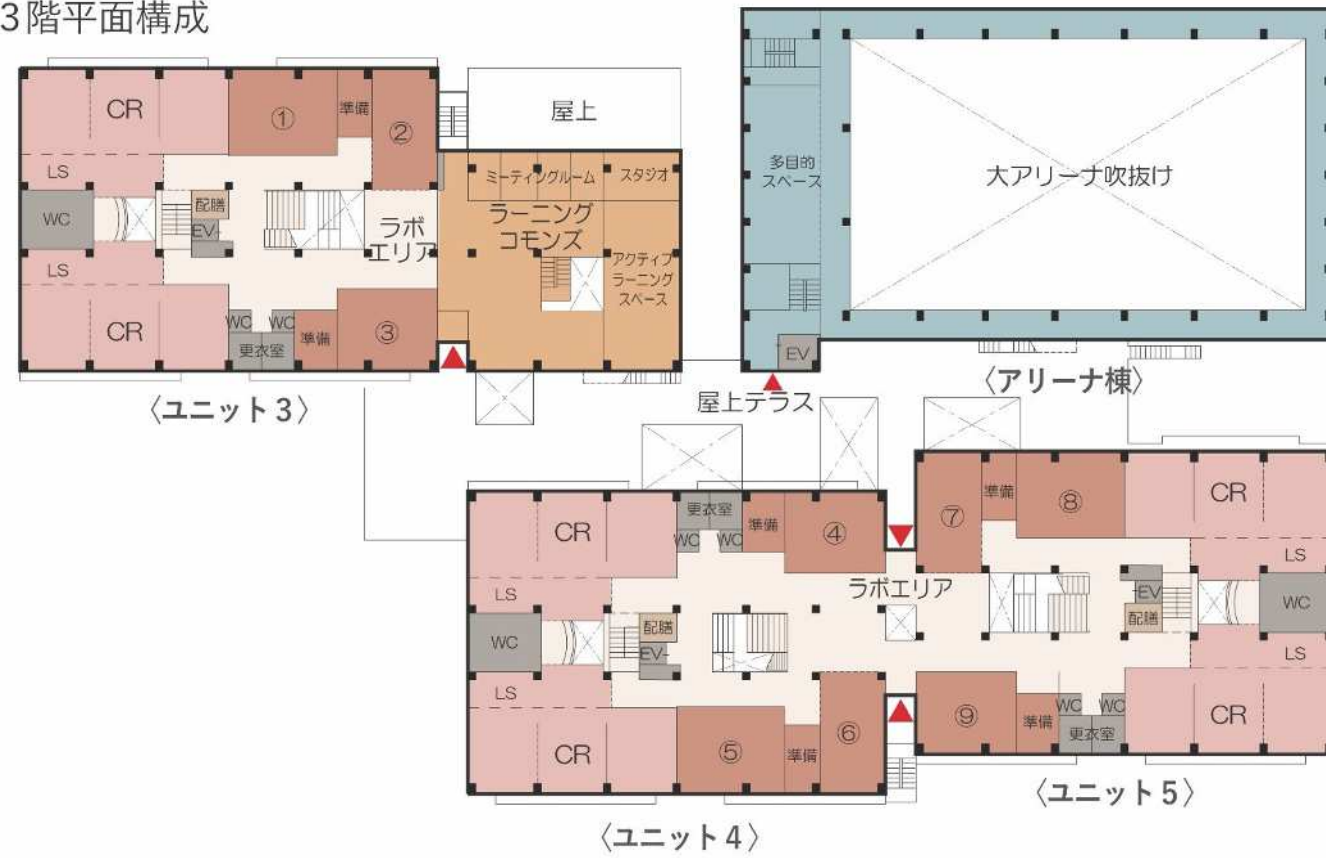 3階平面構成
CR
①
準備
②
屋上
LS
WC
配膳
EV
ラボ
エリア
ミーティングルーム
スタジオ
ラーニング
コモンズ
アクティブ
ラーニング
スペース
LS
CR
WC
WC
更衣室
準備
③
〈ユニット3〉
多目的
スペース
大アリーナ吹抜け
EV
〈アリーナ棟〉
屋上テラス
CR
更衣室
WC
WC
準備
④
LS
WC
配膳
EV
LS
CR
⑤
準備
⑥
〈ユニット4〉
ラボエリア
⑦
準備
⑧
CR
LS
EV
配膳
WC
LS
⑨
準備
WC
WC
更衣室
CR
〈ユニット5〉